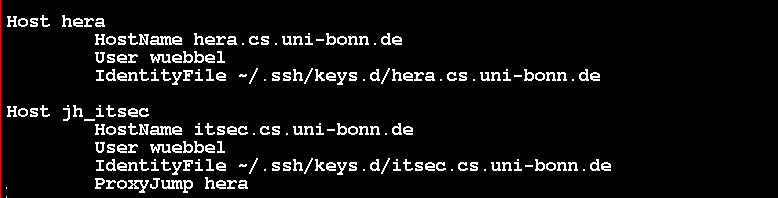 Host hera
HostName hera.cs.uni-bonn.de
User wuebbel
IdentityFile ~/.ssh/keys.d/hera.cs.uni-bonn.de
Host jh_itsec
HostName itsec.cs.uni-bonn.de
User wuebbel
IdentityFile ~/.ssh/keys.d/itsec.cs.uni-bonn.de
ProxyJump hera